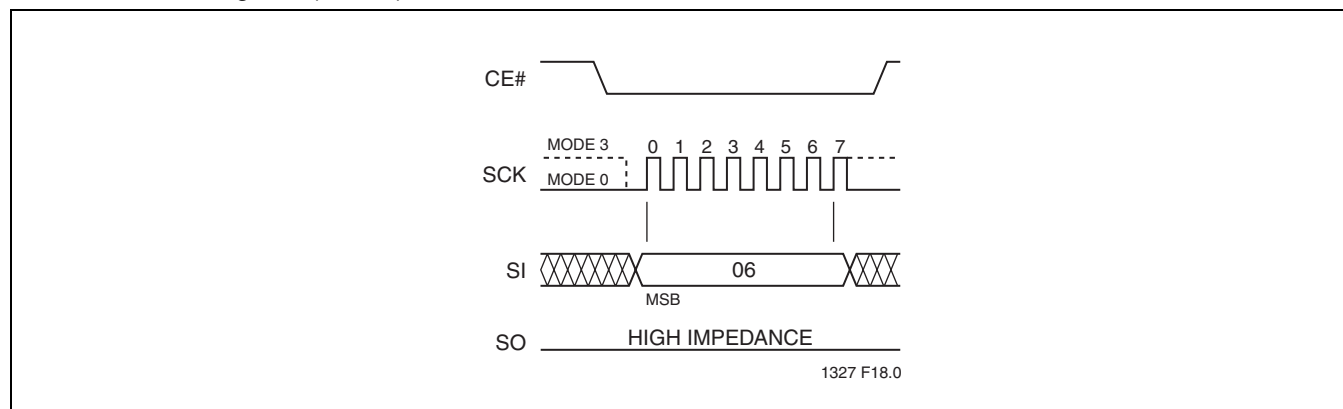 CE#
MODE 3
0 1 2 3 4 5 6 7
SCK
MODE 0
SI
06
MSB
SO
HIGH IMPEDANCE
1327 F18.0